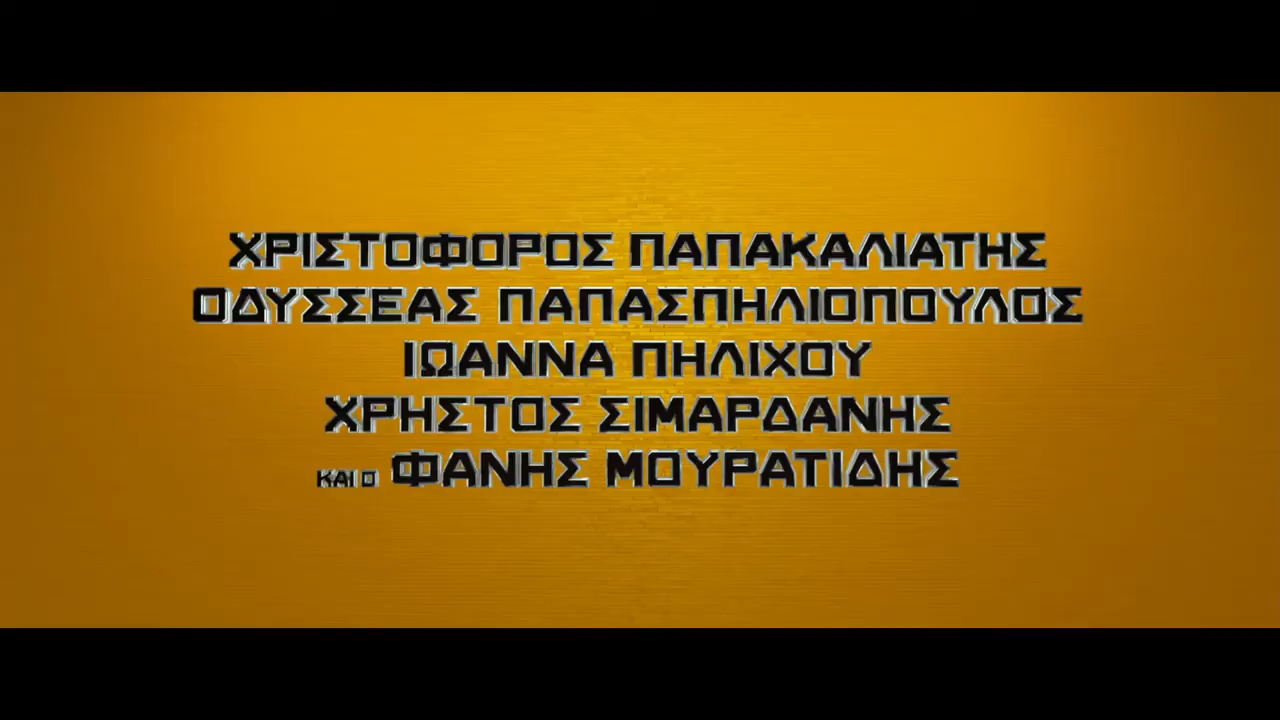 ΧΡΙΣΤΟΦΟΡΟΣ ΠΑΠΑΚΑΛΙΑΤΗΣ
ΟΔΥΣΣΕΑΣ ΠΑΠΑΣΠΗΛΙΟΠΟΥΛΟΣ
ΙΩΑΝΝΑ ΠΗΛΙΧΟΥ
ΧΡΗΣΤΟΣ ΣΙΜΑΡΔΑΝΗΣ
ΚΑΙ Ο ΦΑΝΗΣ ΜΟΥΡΑΤΙΔΗΣ